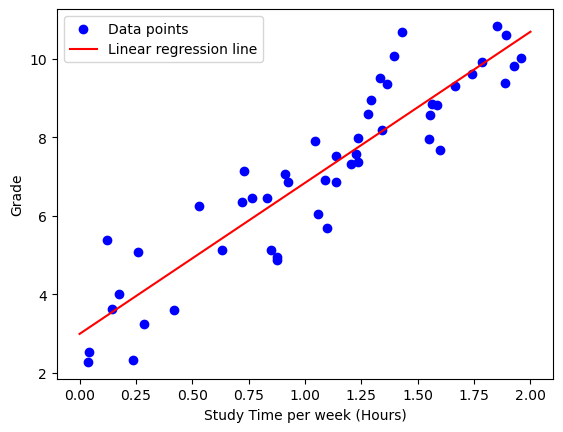 Data points
Linear regression line
10
8
6
4
2
Grade
0.00 0.25 0.50 0.75 1.00 1.25 1.50 1.75 2.00
Study Time per week (Hours)